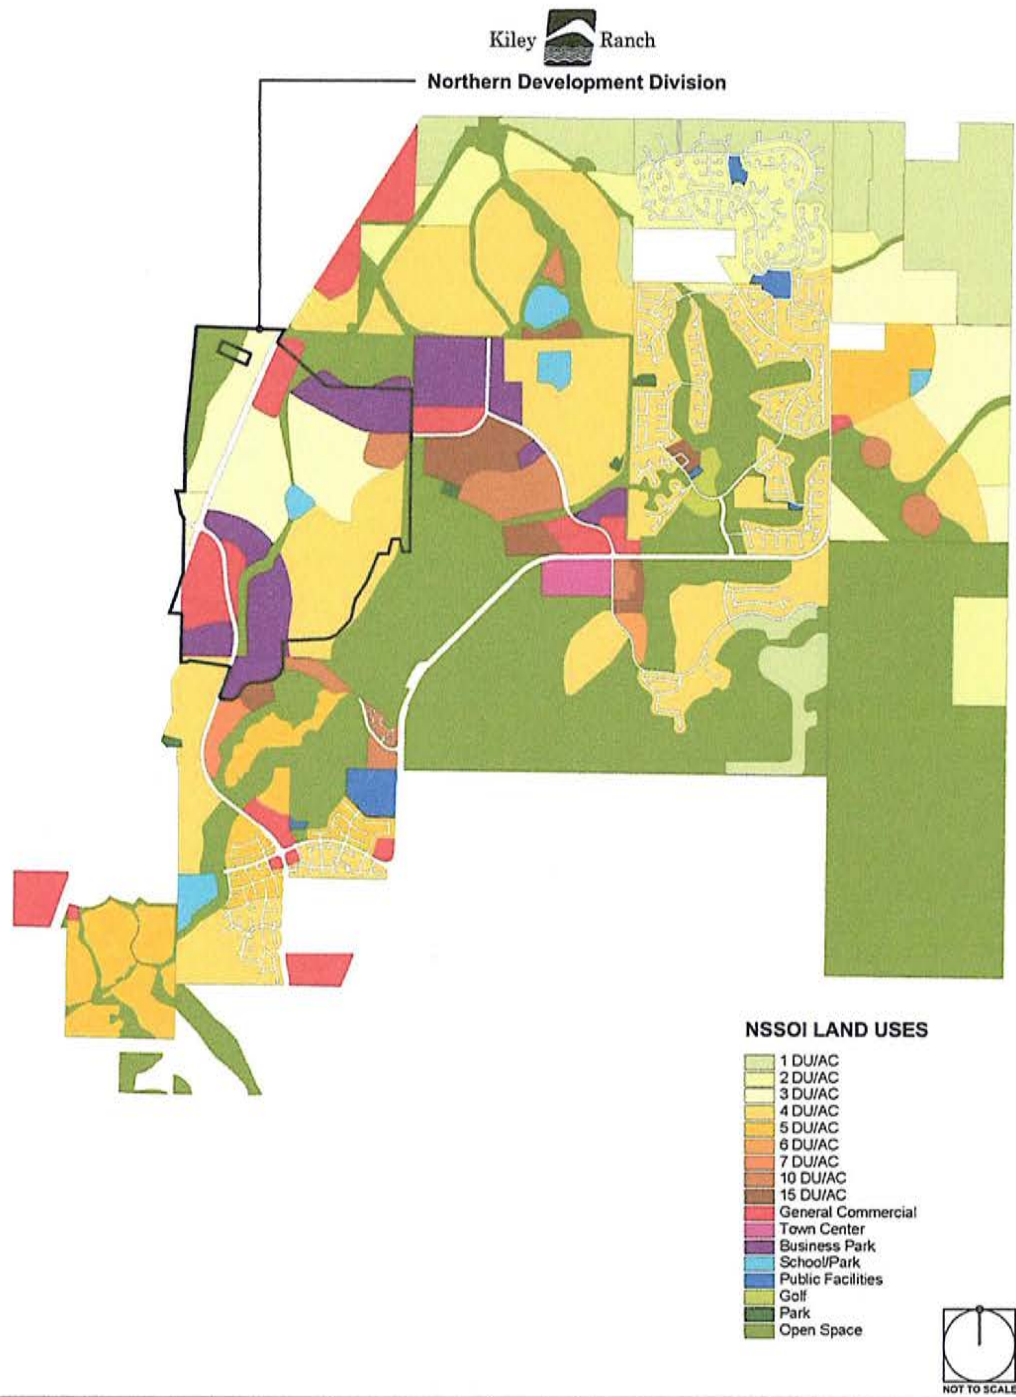 Kiley Ranch
Northern Development Division
NSSOI LAND USES
1 DU/AC
2 DU/AC
3 DU/AC
4 DU/AC
5 DU/AC
6 DU/AC
7 DU/AC
10 DU/AC
15 DU/AC
General Commercial
Town Center
Business Park
School/Park
Public Facilities
Golf
Park
Open Space
NOT TO SCALE